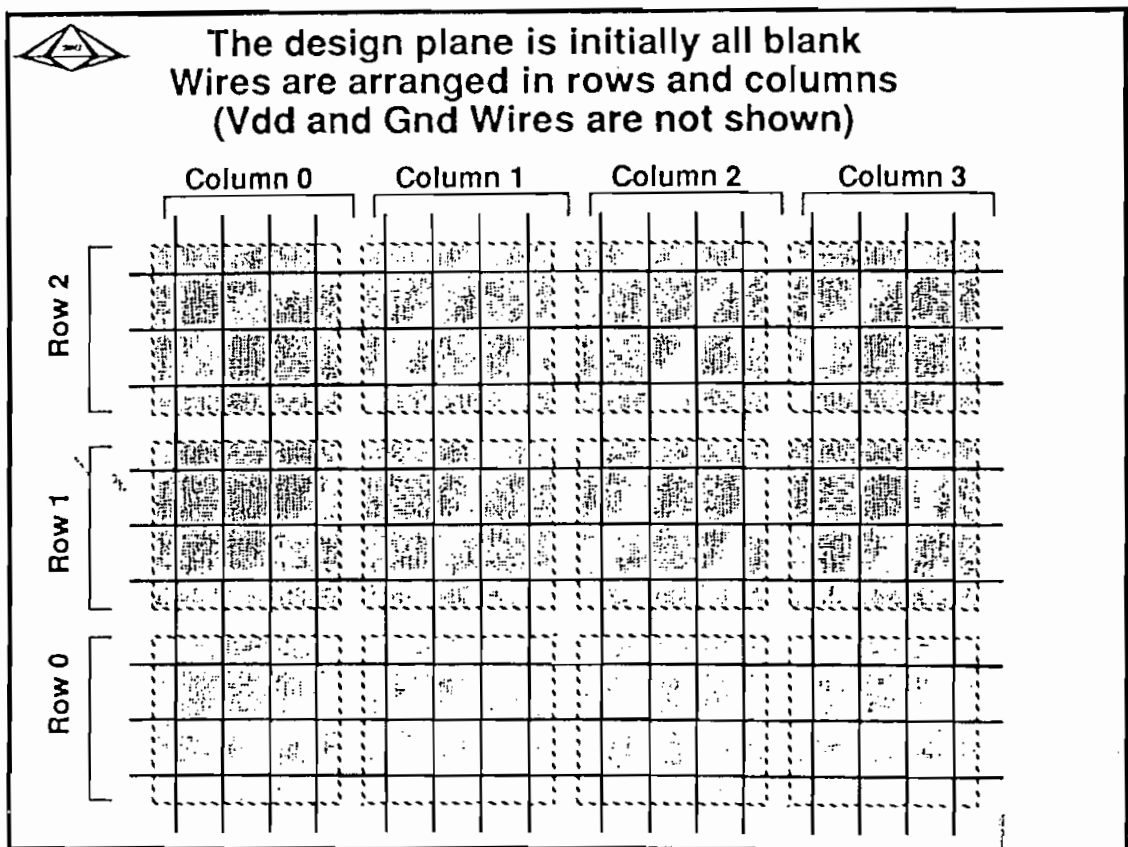 The design plane is initially all blank
Wires are arranged in rows and columns
(Vdd and Gnd Wires are not shown)
Column 0 Column 1 Column 2 Column 3
Row 2
Row 1
Row 0